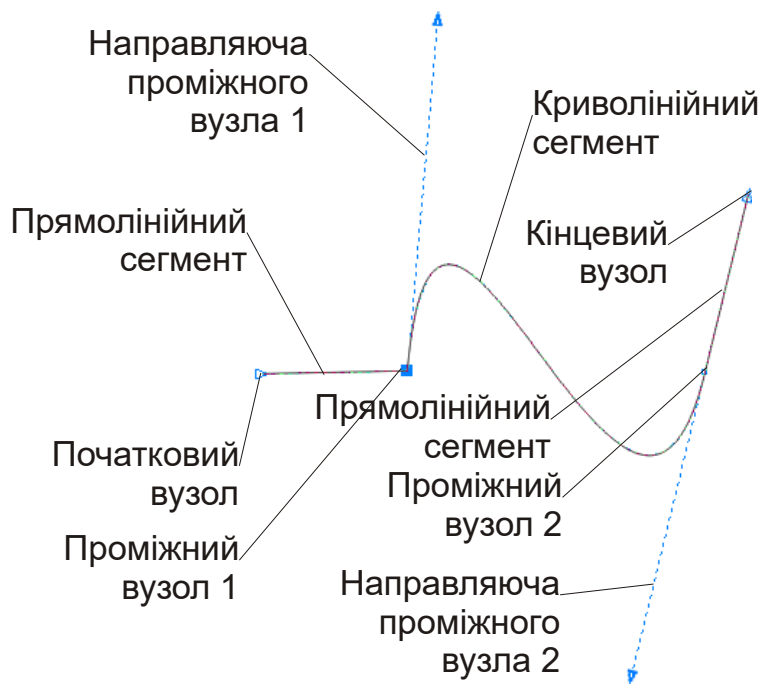 Направляюча
проміжного
вузла 1
Криволінійний
сегмент
Прямолінійний
сегмент
Кінцевий
вузол
Прямолінійний
сегмент
Початковий
вузол
Проміжний
вузол 2
Проміжний
вузол 1
Направляюча
проміжного
вузла 2